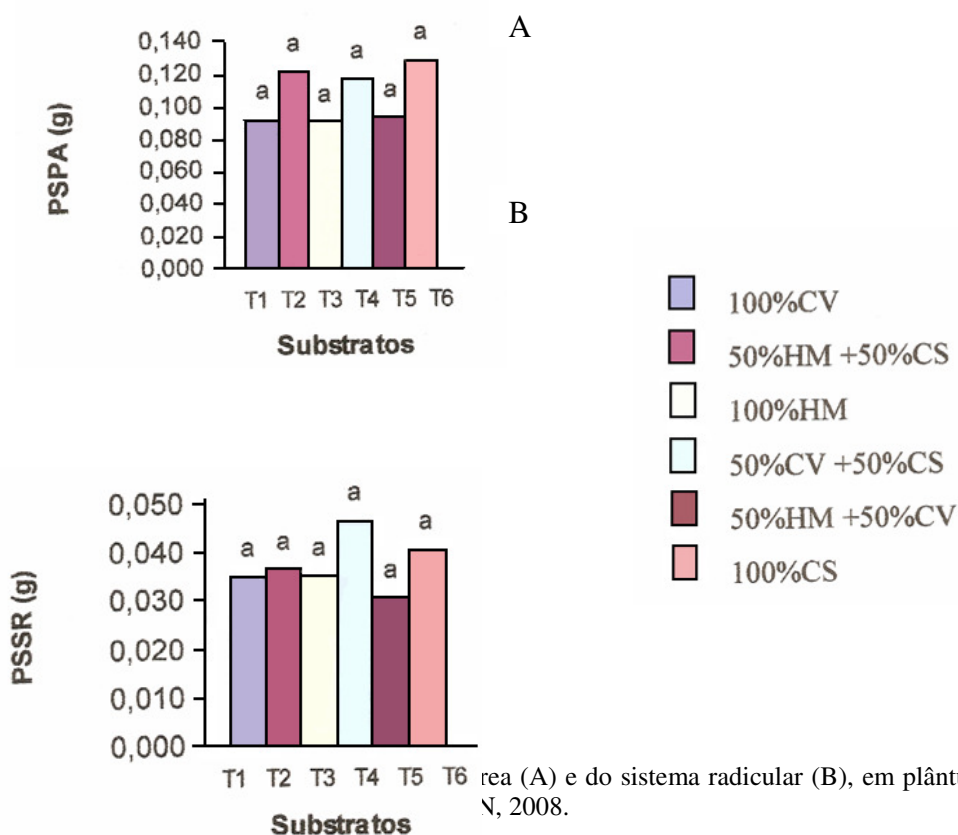 A
PSPA (g)
0,140
0,120
0,100
0,080
0,060
0,040
0,020
0,000
a a a a a a
T1 T2 T3 T4 T5 T6
Substratos
B
100%CV
50%HM +50%CS
100%HM
50%CV +50%CS
50%HM +50%CV
100%CS
PSSR (g)
0,050
0,040
0,030
0,020
0,010
0,000
a a a a a a
T1 T2 T3 T4 T5 T6
Substratos
rea (A) e do sistema radicular (B), em plântu
N, 2008.